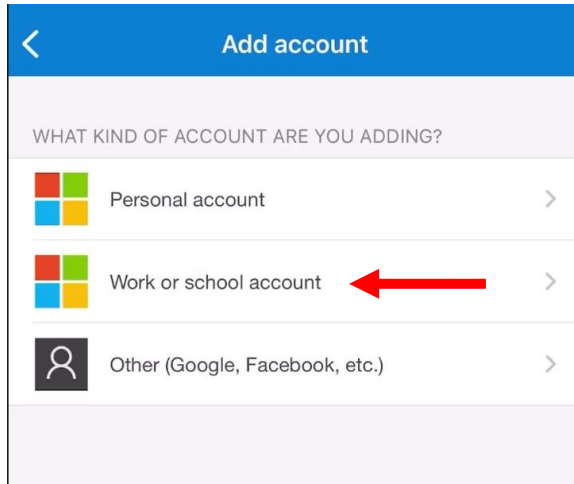 Add account
WHAT KIND OF ACCOUNT ARE YOU ADDING?
Personal account
Work or school account
Other (Google, Facebook, etc.)